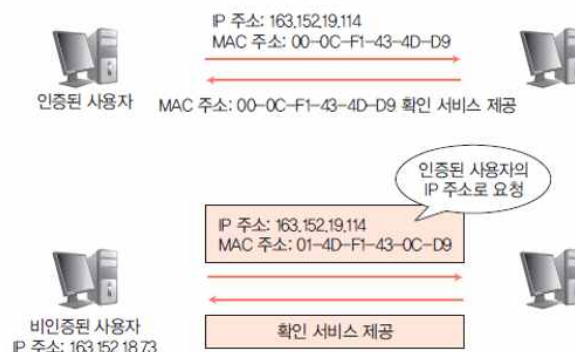 IP 주소: 163.152.19.114
MAC 주소: 00-0C-F1-43-4D-D9
인증된 사용자
MAC 주소: 00-0C-F1-43-4D-D9 확인 서비스 제공
인증된 사용자의
IP 주소로 요청
IP 주소: 163.152.19.114
MAC 주소: 01-4D-F1-43-0C-D9
비인증된 사용자
IP 주소: 163.152.18.73
확인 서비스 제공